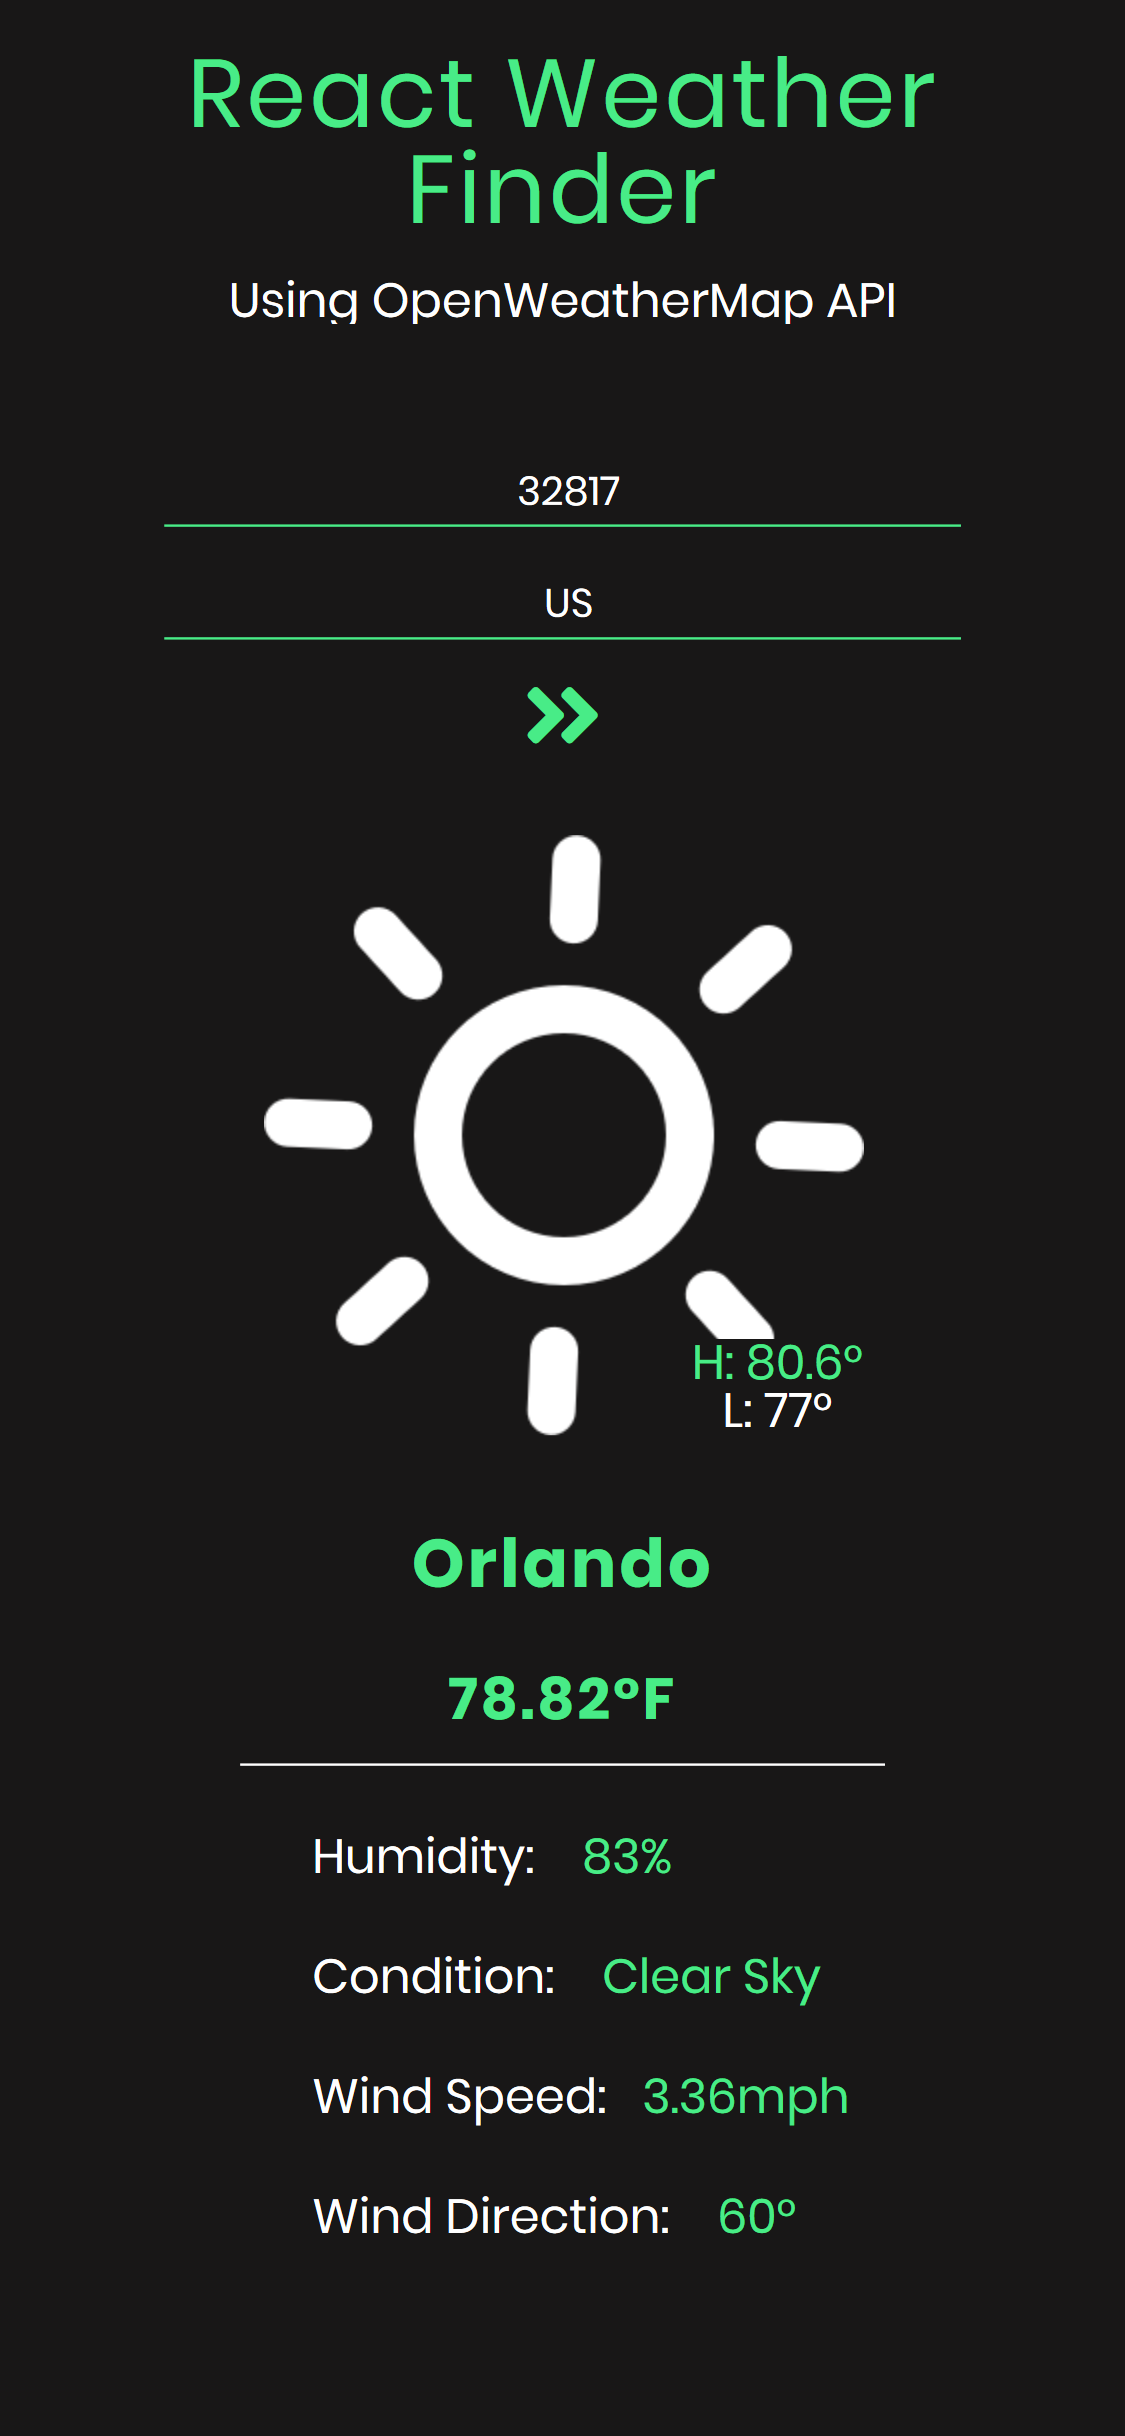 React Weather
Finder
Using OpenWeatherMap API
32817
US
H: 80.6°
L: 77°
Orlando
78.82°F
Humidity: 83%
Condition: Clear Sky
Wind Speed: 3.36mph
Wind Direction: 60°